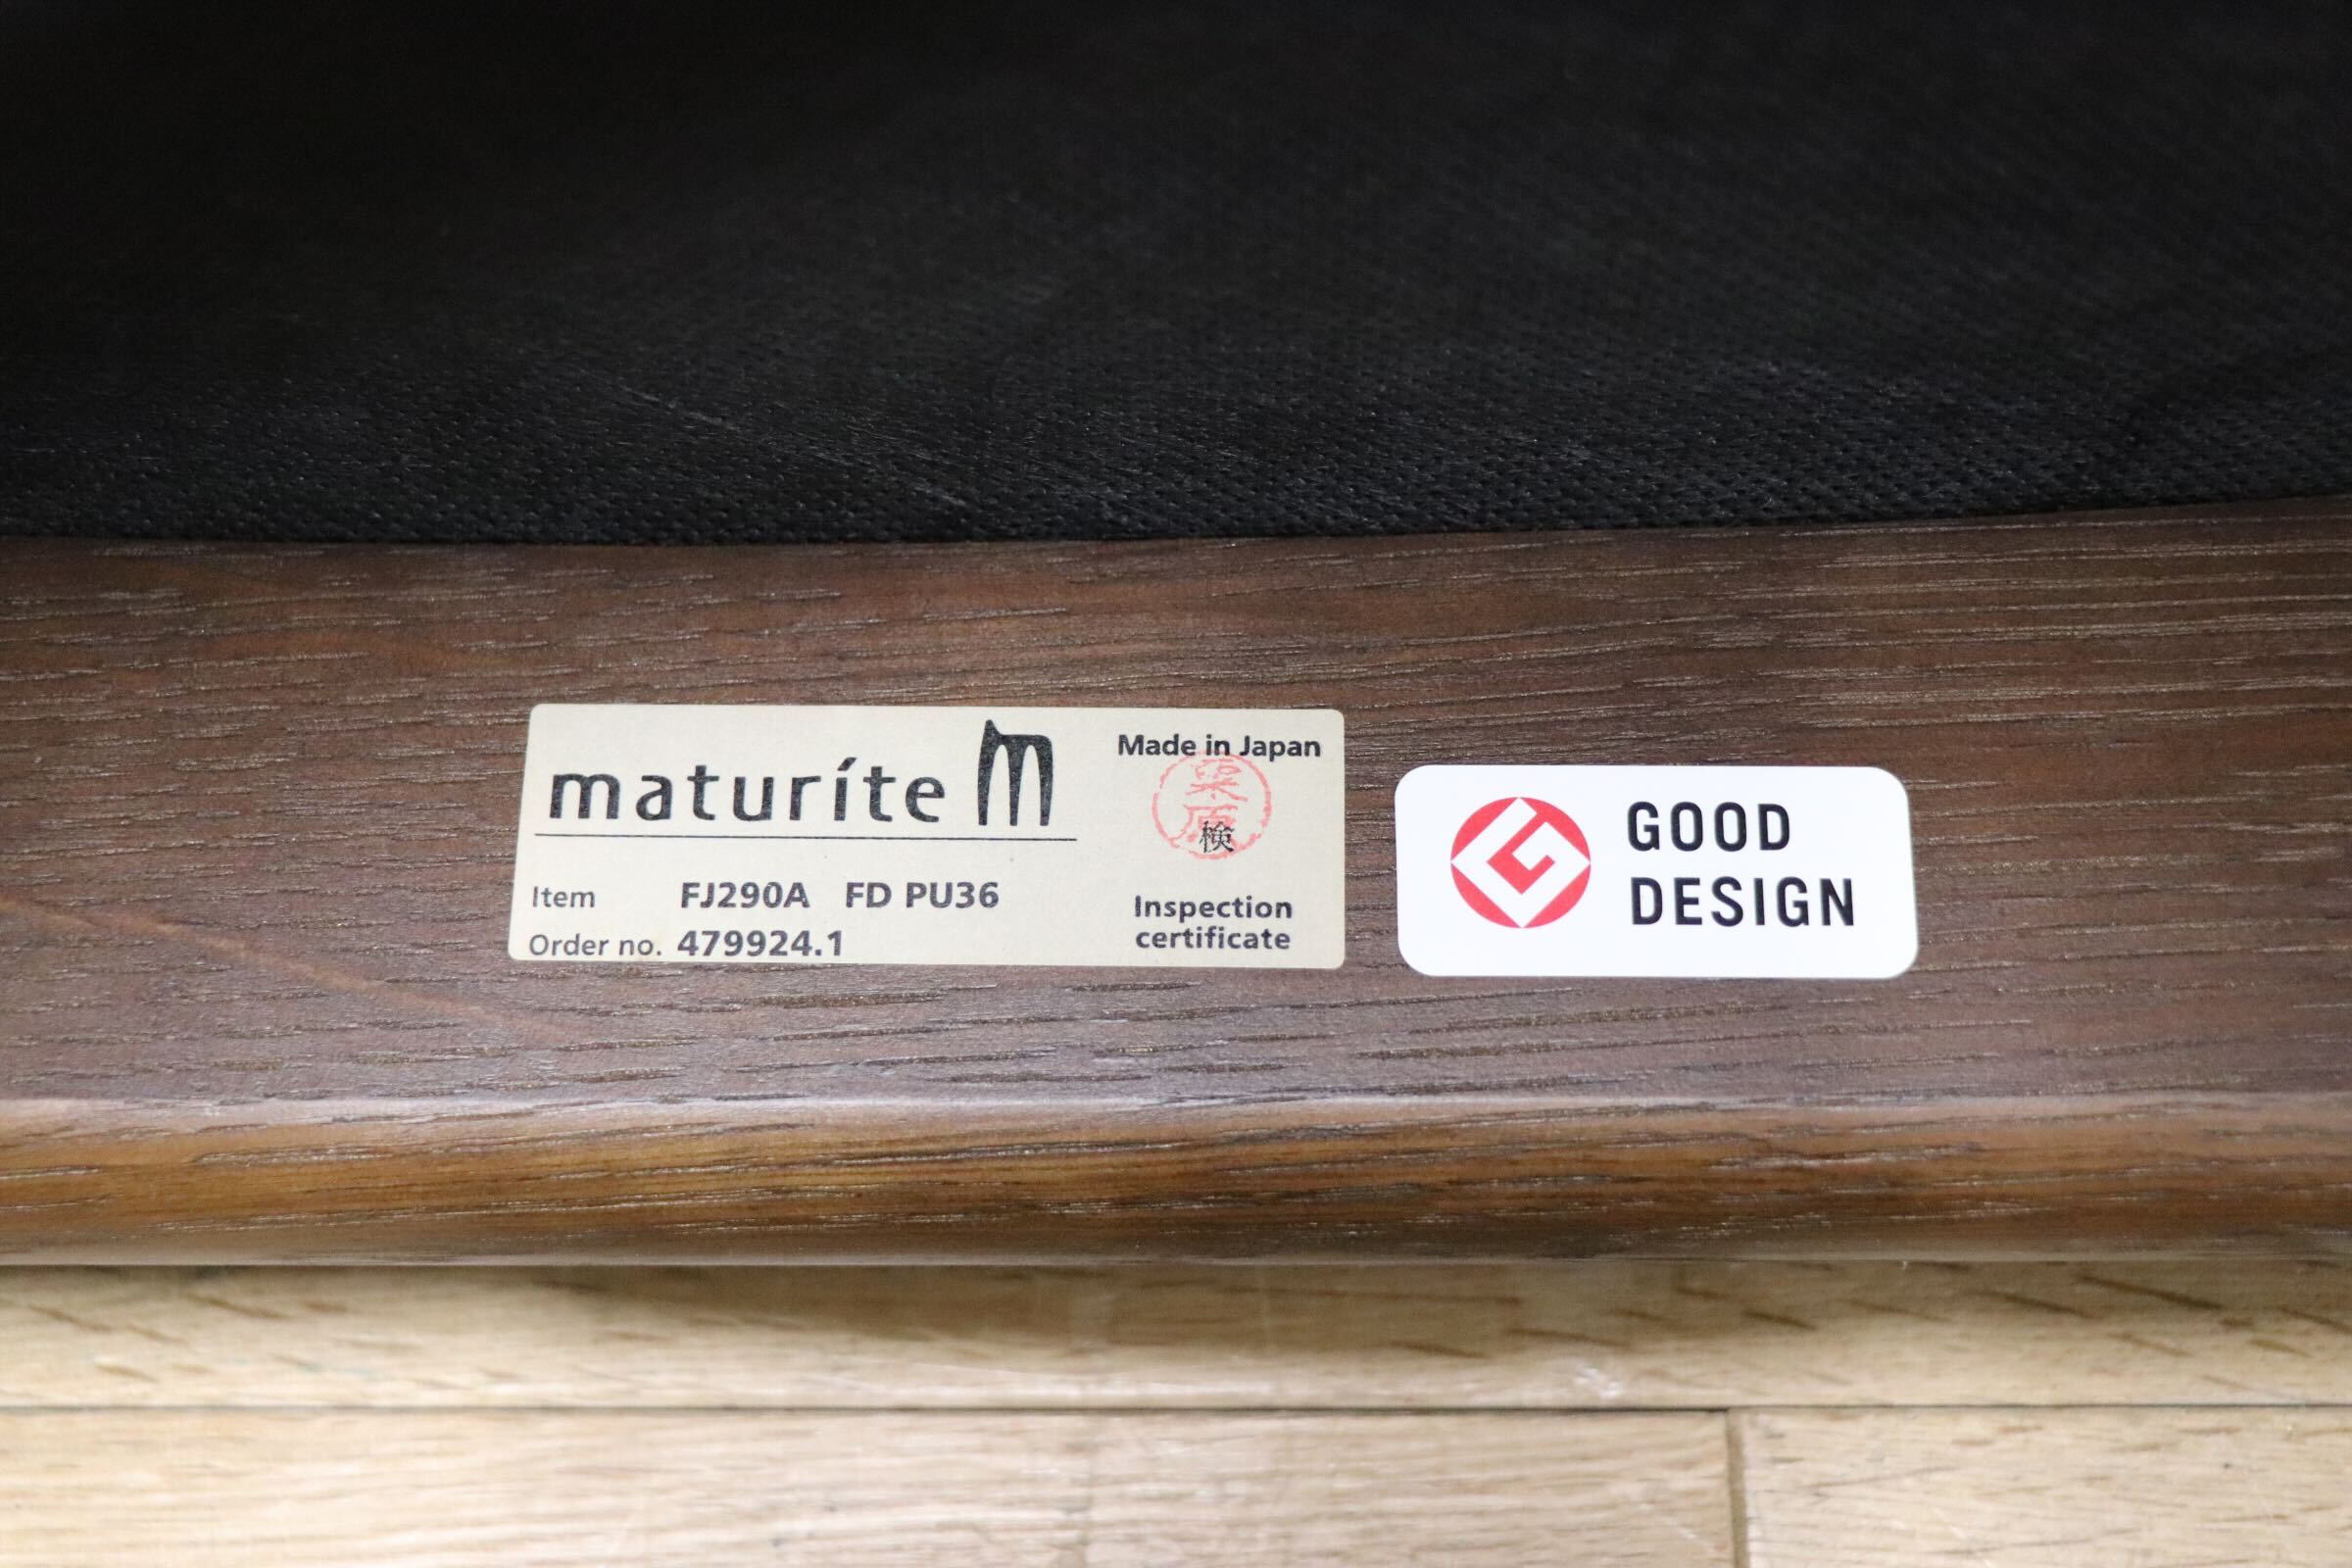 maturíte m
Item FJ290A FD PU36
Order no. 479924.1
Made in Japan
検
Inspection
certificate
GOOD
DESIGN